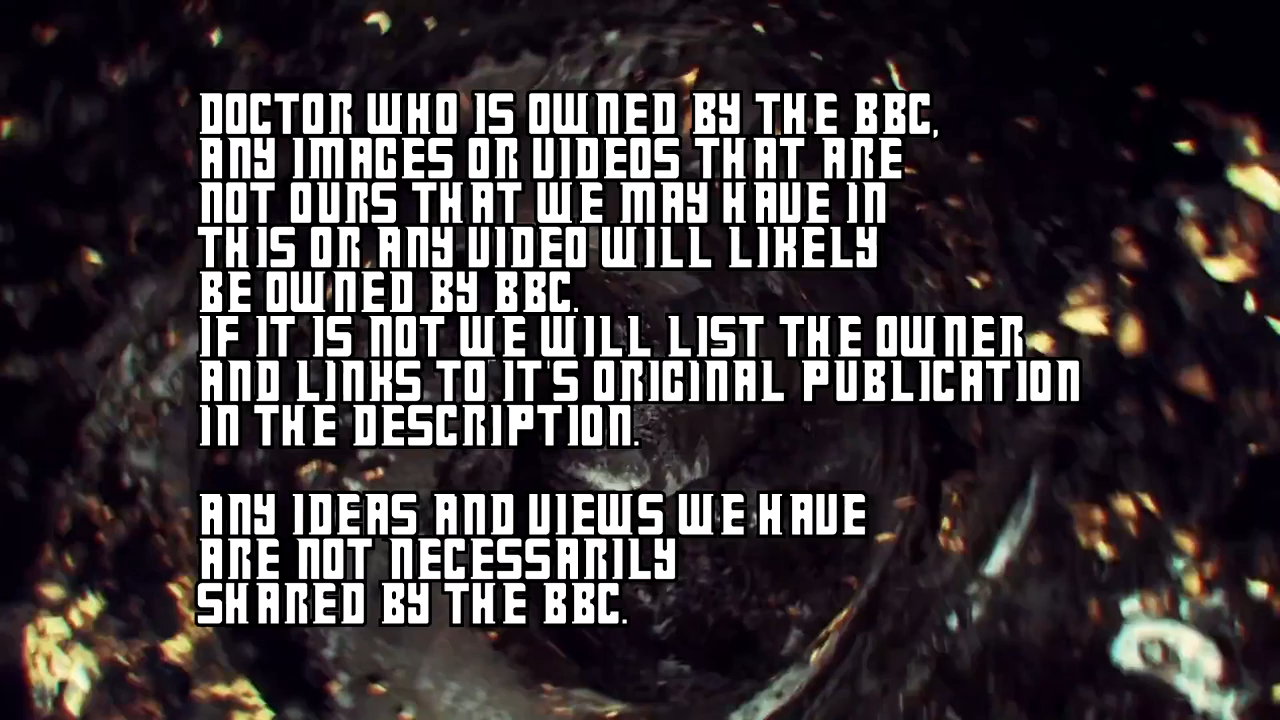 DOCTOR WHO IS OWNED BY THE BBC,
ANY IMAGES OR VIDEOS THAT ARE
NOT OURS THAT WE MAY HAVE IN
THIS OR ANY VIDEO WILL LIKELY
BE OWNED BY BBC.
IF IT IS NOT WE WILL LIST THE OWNER
AND LINKS TO IT'S ORIGINAL PUBLICATION
IN THE DESCRIPTION.
ANY IDEAS AND VIEWS WE HAVE
ARE NOT NECESSARILY
SHARED BY THE BBC.